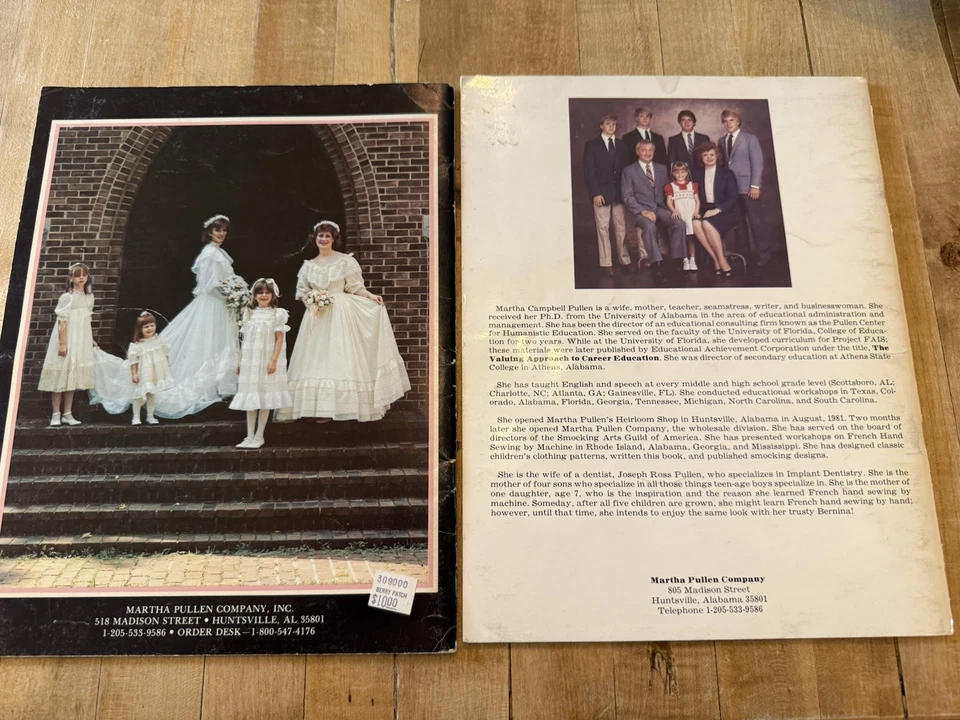 309000
BERRY PATCH
$10.00
MARTHA PULLEN COMPANY, INC.
518 MADISON STREET • HUNTSVILLE, AL 35801
1-205-533-9586 • ORDER DESK—1-800-547-4176
Martha Campbell Pullen is a wife, mother, teacher, seamstress, writer, and businesswoman. She
received her Ph.D. from the University of Alabama in the area of educational administration and
management. She has been the director of an educational consulting firm known as the Pullen Center
for Humanistic Education. She served on the faculty of the University of Florida, College of Educa-
tion for two years. While at the University of Florida, she developed curriculum for Project FAIS;
these materials were later published by Educational Achievement Corporation under the title, The
Valuing Approach to Career Education. She was director of secondary education at Athens State
College in Athens, Alabama.
She has taught English and speech at every middle and high school grade level (Scottsboro, AL;
Charlotte, NC; Atlanta, GA; Gainesville, FL). She conducted educational workshops in Texas, Col-
orado, Alabama, Florida, Georgia, Tennessee, Michigan, North Carolina, and South Carolina.
She opened Martha Pullen's Heirloom Shop in Huntsville, Alabama in August, 1981. Two months
later she opened Martha Pullen Company, the wholesale division. She has served on the board of
directors of the Smocking Arts Guild of America. She has presented workshops on French Hand
Sewing by Machine in Rhode Island, Alabama, Georgia, and Mississippi. She has designed classic
children's clothing patterns, written this book, and published smocking designs.
She is the wife of a dentist, Joseph Ross Pullen, who specializes in Implant Dentistry. She is the
mother of four sons who specialize in all those things teen-age boys specialize in. She is the mother of
one daughter, age 7, who is the inspiration and the reason she learned French hand sewing by
machine. Someday, after all five children are grown, she might learn French hand sewing by hand;
however, until that time, she intends to enjoy the same look with her trusty Bernina!
Martha Pullen Company
805 Madison Street
Huntsville, Alabama 35801
Telephone 1-205-533-9586